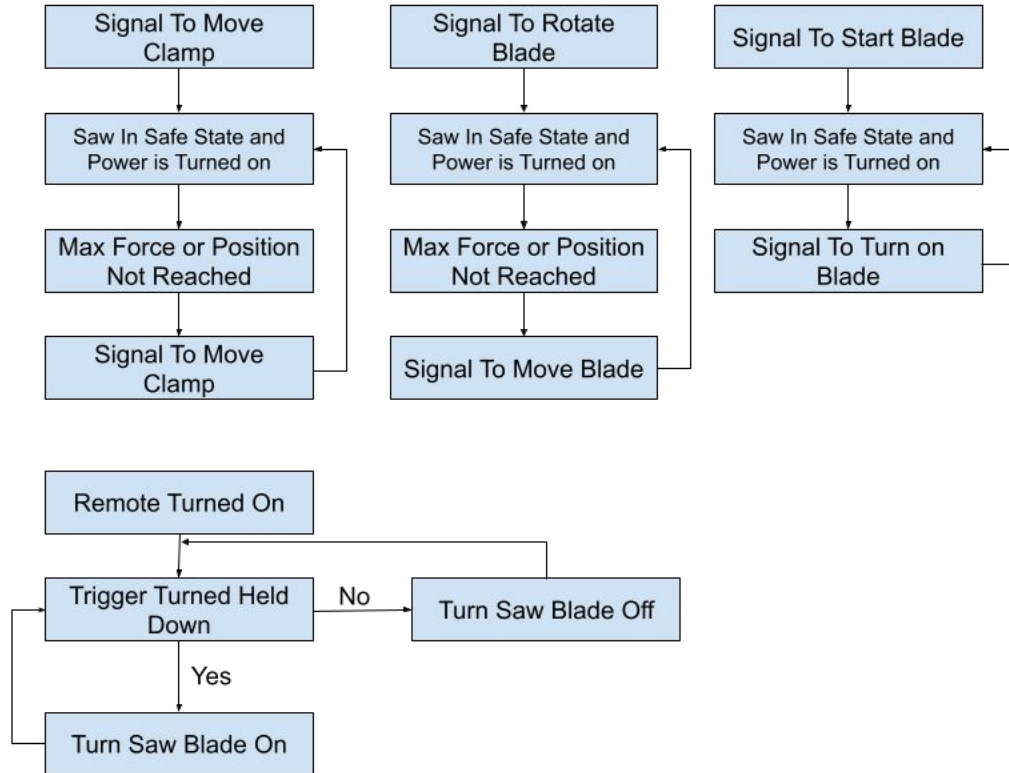 Signal To Move
Clamp
Saw In Safe State and
Power is Turned on
Max Force or Position
Not Reached
Signal To Move
Clamp
Signal To Rotate
Blade
Saw In Safe State and
Power is Turned on
Max Force or Position
Not Reached
Signal To Move Blade
Signal To Start Blade
Saw In Safe State and
Power is Turned on
Signal To Turn on
Blade
Remote Turned On
Trigger Turned Held
Down
No
Turn Saw Blade Off
Yes
Turn Saw Blade On